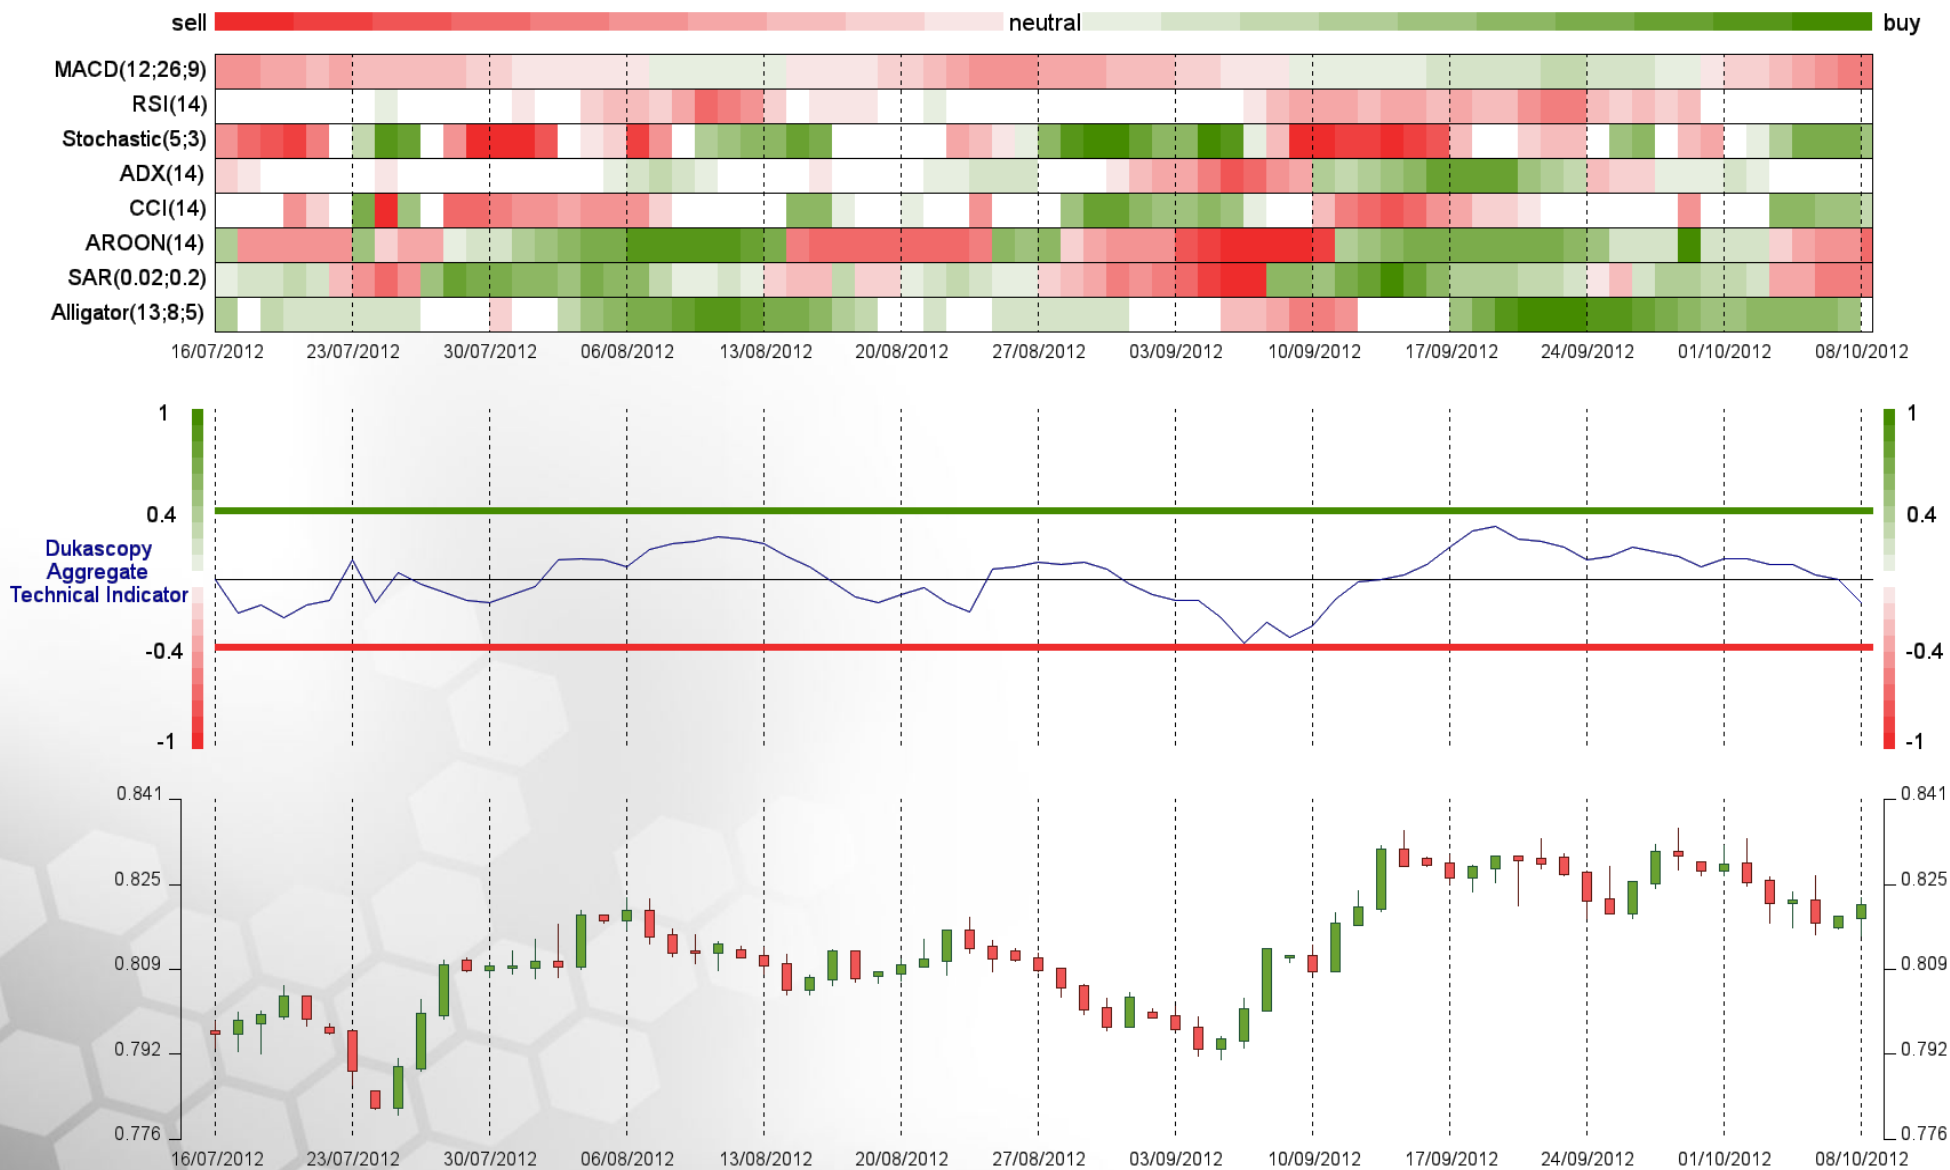 sell neutral buy
MACD(12;26;9)
RSI(14)
Stochastic(5;3)
ADX(14)
CCI(14)
AROON(14)
SAR(0.02;0.2)
Alligator(13;8;5)
16/07/2012 23/07/2012 30/07/2012 06/08/2012 13/08/2012 20/08/2012 27/08/2012 03/09/2012 10/09/2012 17/09/2012 24/09/2012 01/10/2012 08/10/2012
1 1
0.4 0.4
Dukascopy
Aggregate
Technical Indicator
-0.4 -0.4
-1 -1
0.841 0.841
0.825 0.825
0.809 0.809
0.792 0.792
0.776 0.776
16/07/2012 23/07/2012 30/07/2012 06/08/2012 13/08/2012 20/08/2012 27/08/2012 03/09/2012 10/09/2012 17/09/2012 24/09/2012 01/10/2012 08/10/2012